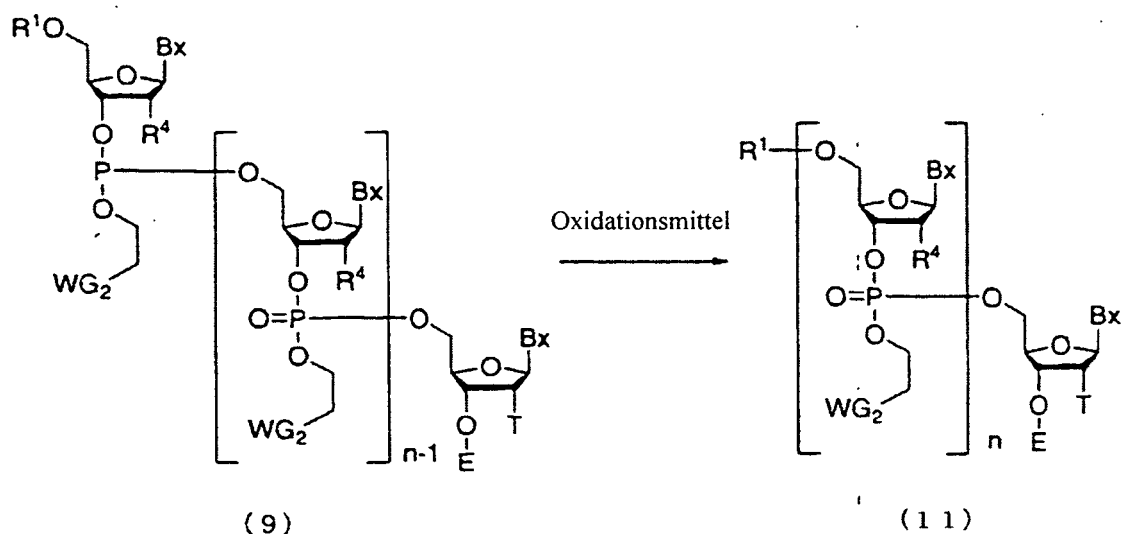 R¹O
Bx
O
O
R⁴
P
O
WG₂
O
Bx
O
O
R⁴
O=P
O
WG₂
n-1
O
Bx
O
O
T
E
(9)
Oxidationsmittel
R¹
O
Bx
O
O
R⁴
O=P
O
WG₂
n
O
Bx
O
O
T
E
(11)